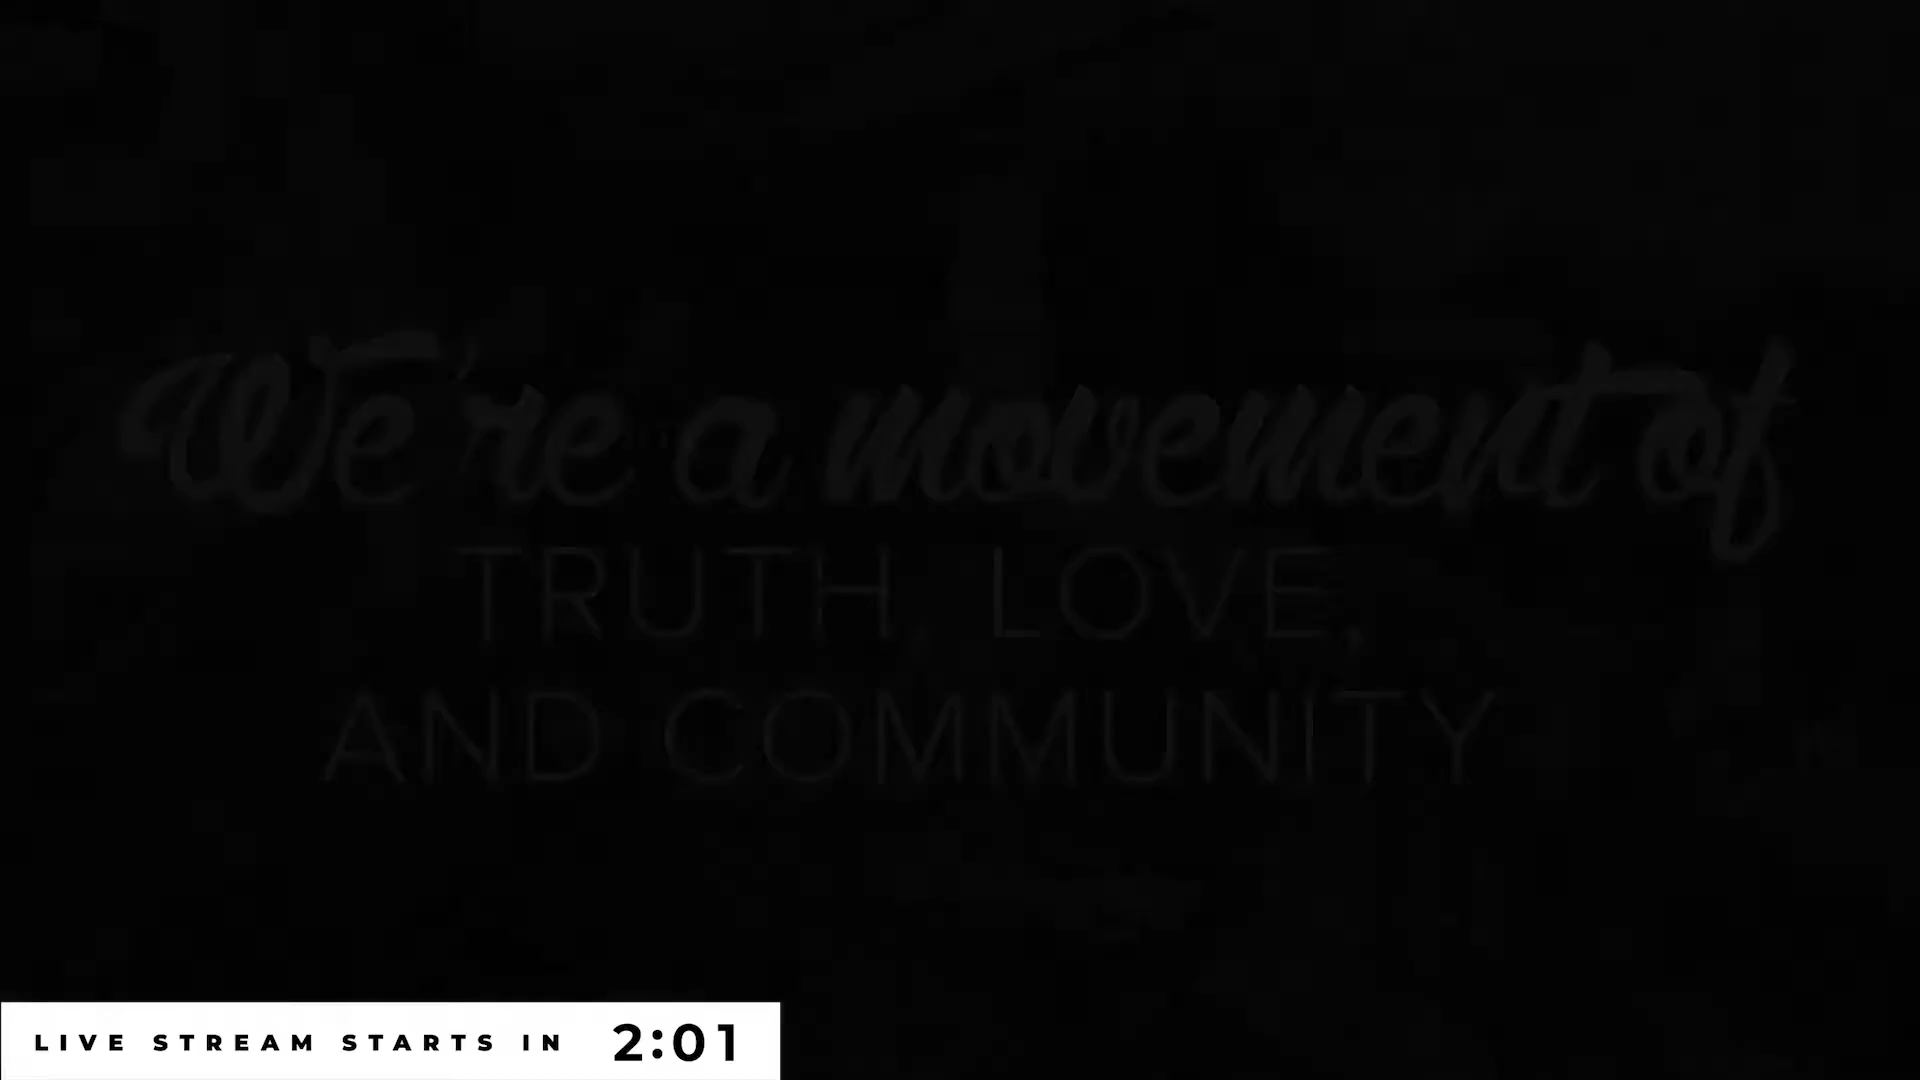 We're a movement of
TRUTH, LOVE,
AND COMMUNITY
LIVE STREAM STARTS IN 2:01